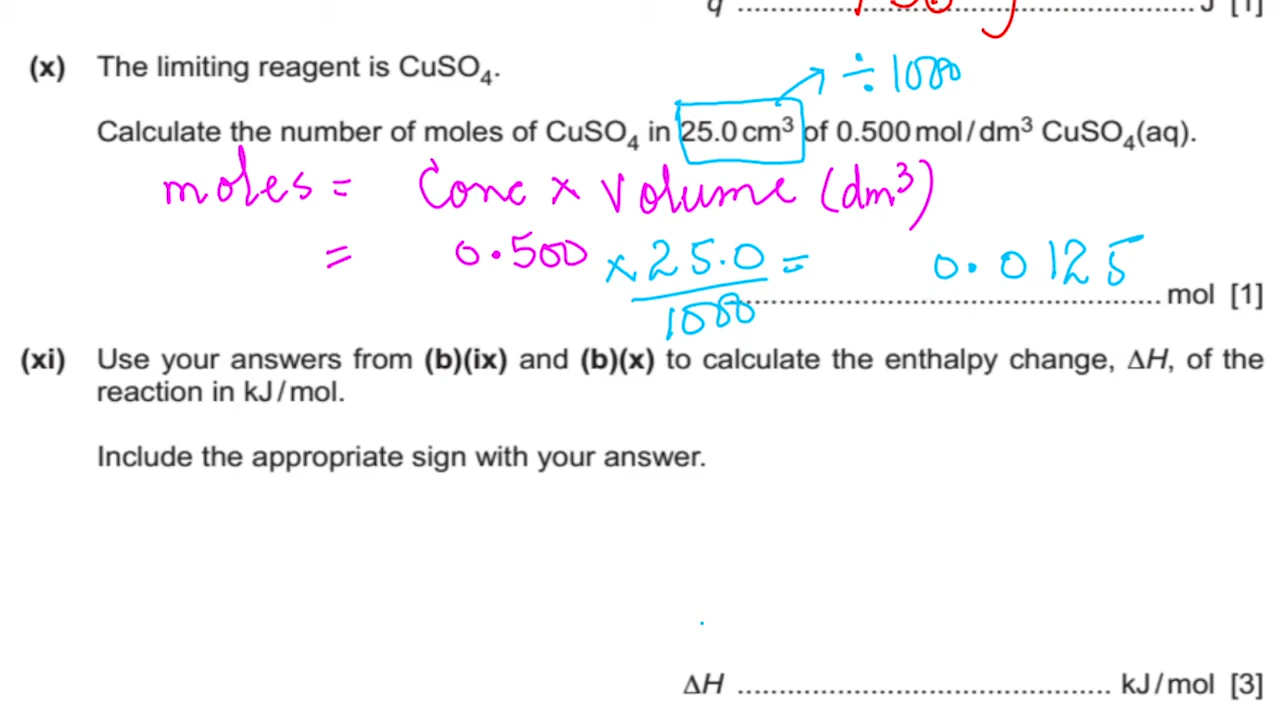 q ............ J [1]
(x) The limiting reagent is CuSO₄.
÷ 1000
Calculate the number of moles of CuSO₄ in 25.0 cm³ of 0.500 mol/dm³ CuSO₄(aq).
moles = Conc × Volume (dm³)
= 0.500 × 25.0 / 1000 = 0.0125
............ mol [1]
(xi) Use your answers from (b)(ix) and (b)(x) to calculate the enthalpy change, ΔH, of the
reaction in kJ/mol.
Include the appropriate sign with your answer.
ΔH ............ kJ/mol [3]